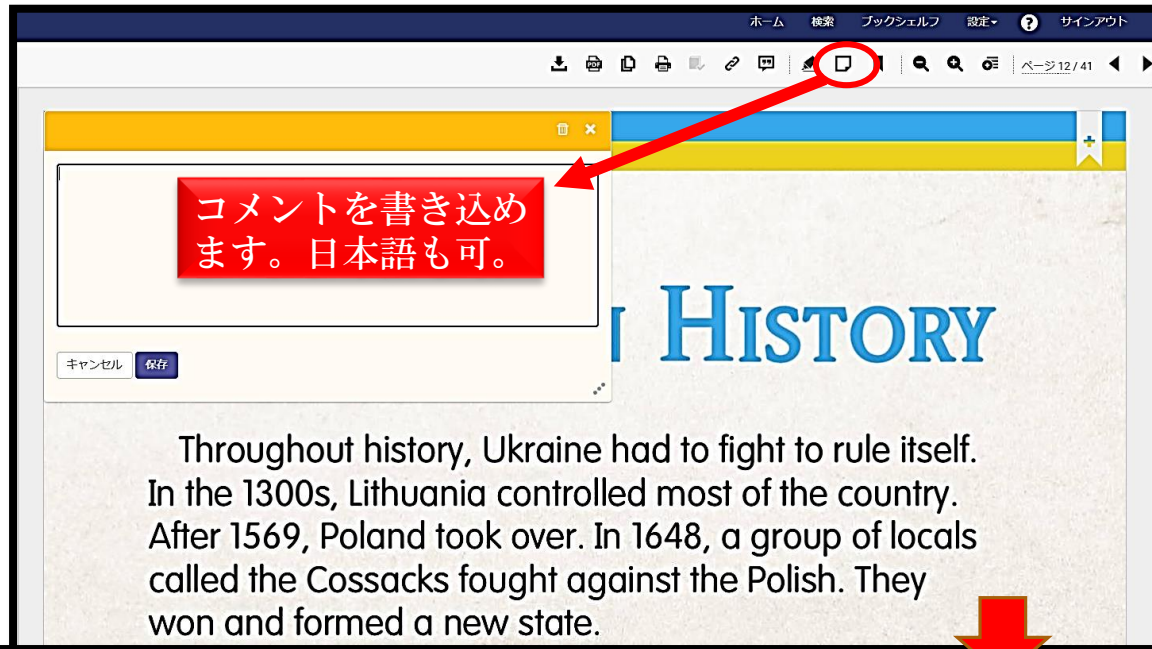 ホーム 検索 ブックシェルフ 設定 ? サインアウト
PDF ページ 12 / 41
コメントを書き込め
ます。日本語も可。
HISTORY
キャンセル 保存
Throughout history, Ukraine had to fight to rule itself.
In the 1300s, Lithuania controlled most of the country.
After 1569, Poland took over. In 1648, a group of locals
called the Cossacks fought against the Polish. They
won and formed a new state.